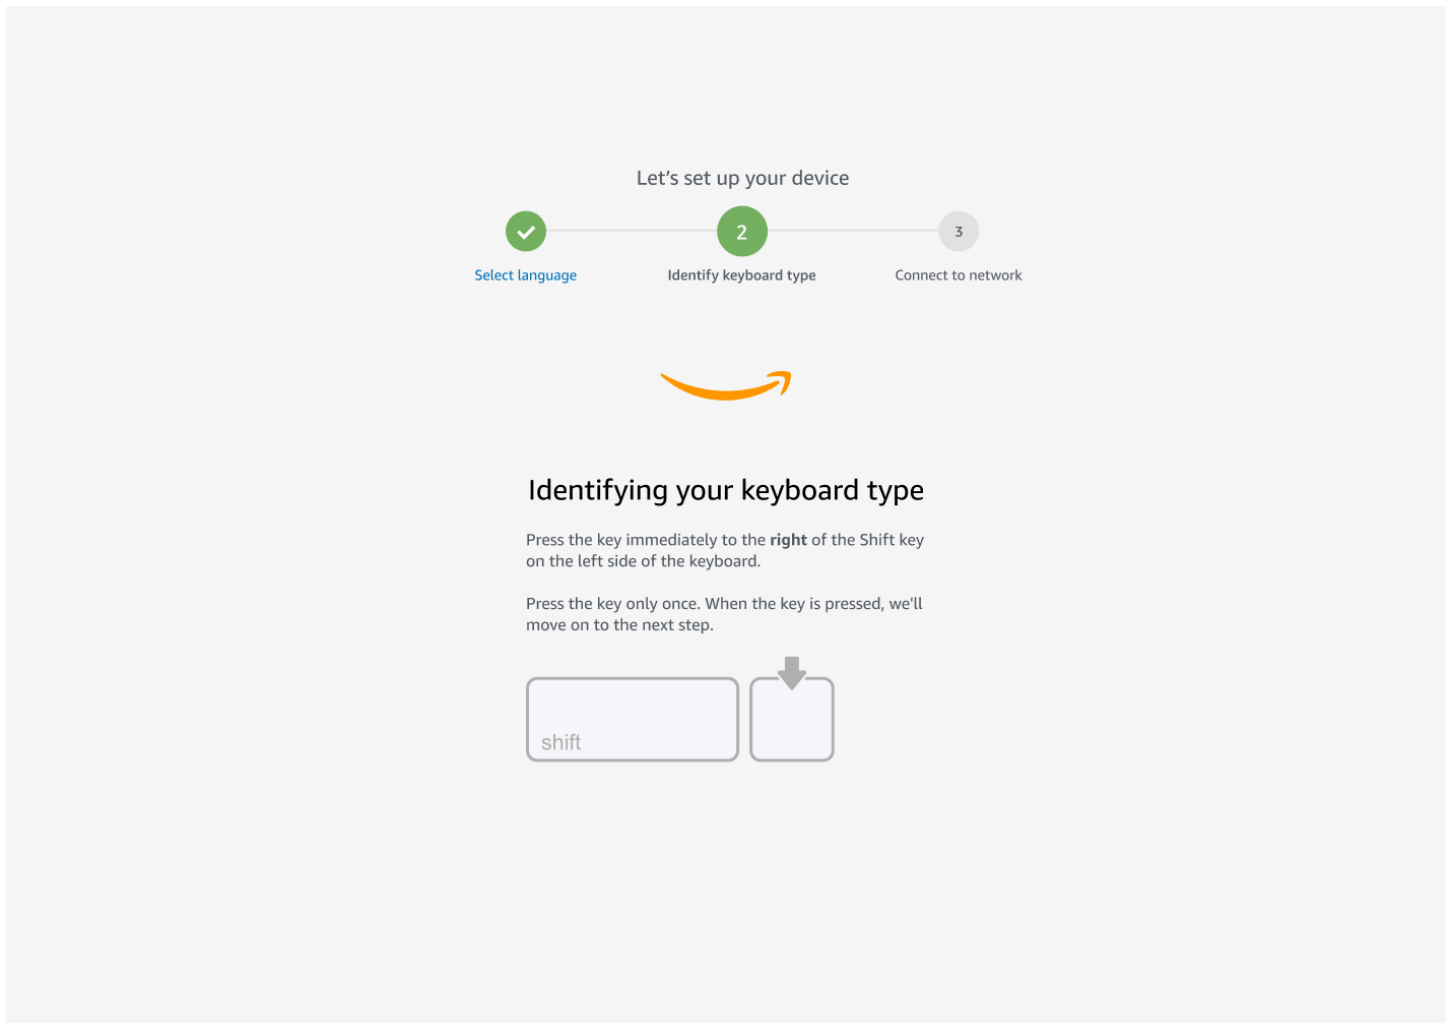 Let’s set up your device
2
3
Select language
Identify keyboard type
Connect to network
Identifying your keyboard type
Press the key immediately to the right of the Shift key
on the left side of the keyboard.
Press the key only once. When the key is pressed, we'll
move on to the next step.
shift